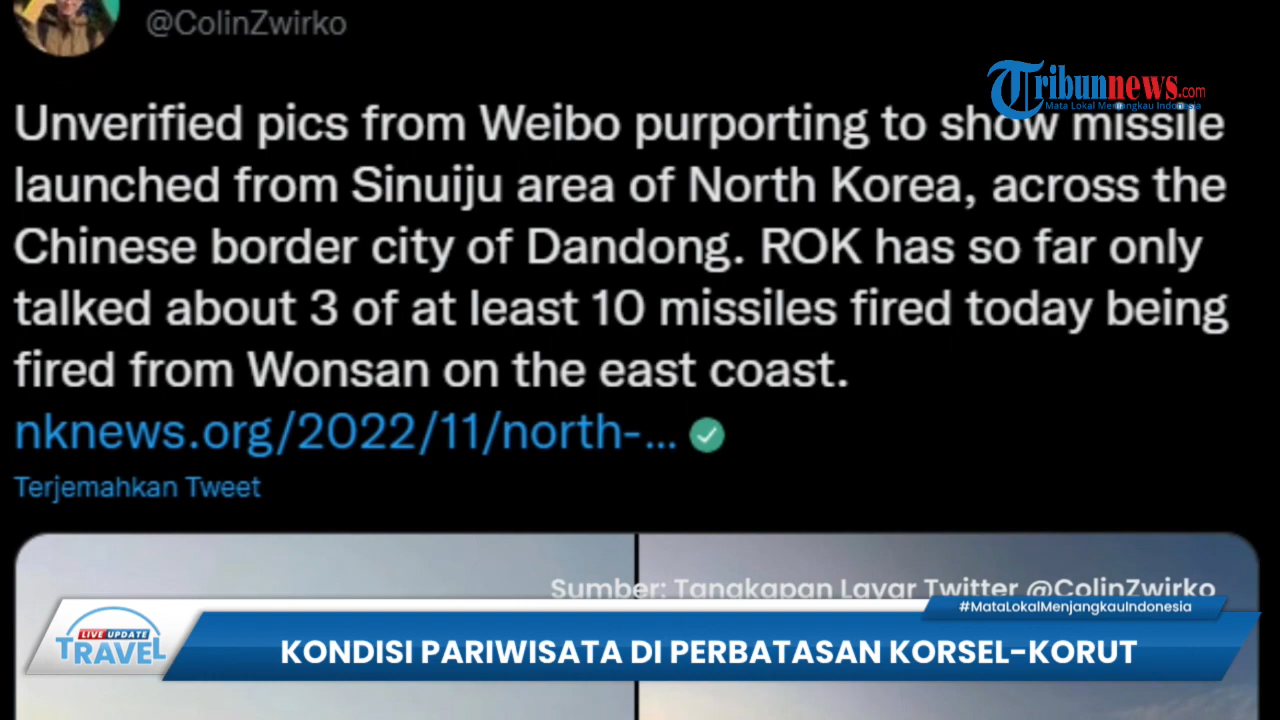 @ColinZwirko
Tribunnews.com
Mata Lokal Menjangkau Indonesia
Unverified pics from Weibo purporting to show missile
launched from Sinuiju area of North Korea, across the
Chinese border city of Dandong. ROK has so far only
talked about 3 of at least 10 missiles fired today being
fired from Wonsan on the east coast.
nknews.org/2022/11/north-...
Terjemahkan Tweet
Sumber: Tangkapan Layar Twitter @ColinZwirko
#MataLokalMenjangkauIndonesia
LIVE UPDATE
TRAVEL
KONDISI PARIWISATA DI PERBATASAN KORSEL-KORUT